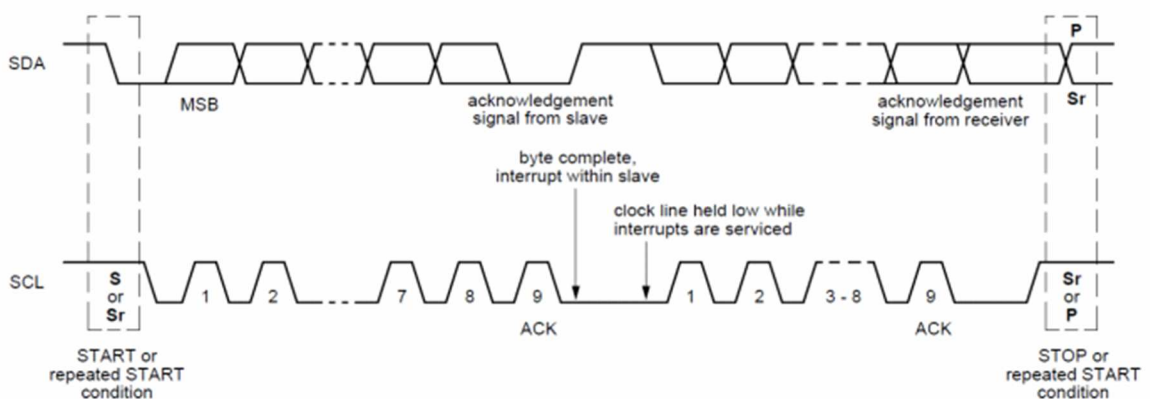 P
SDA
MSB
acknowledgement
signal from slave
acknowledgement
signal from receiver
Sr
byte complete,
interrupt within slave
clock line held low while
interrupts are serviced
SCL
S
or
Sr
1
2
7
8
9
1
2
3 - 8
9
Sr
or
P
ACK
ACK
START or
repeated START
condition
STOP or
repeated START
condition